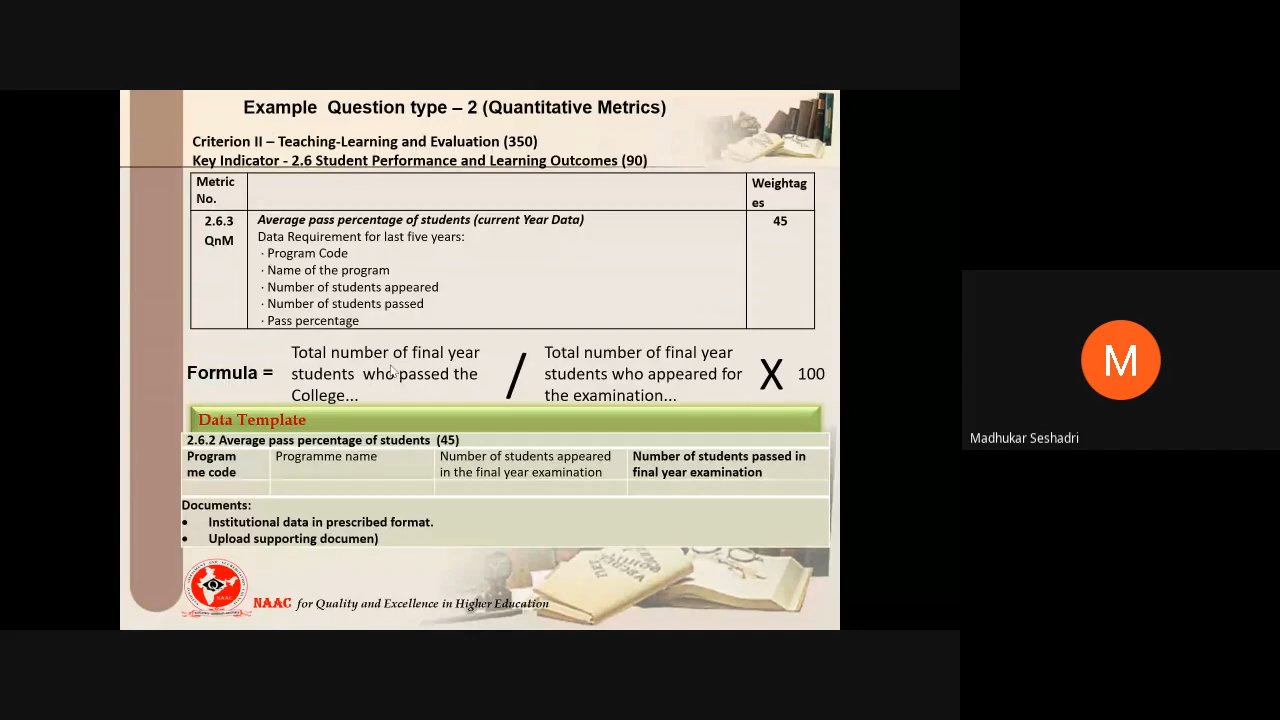 Example Question type – 2 (Quantitative Metrics)
Criterion II – Teaching-Learning and Evaluation (350)
Key Indicator - 2.6 Student Performance and Learning Outcomes (90)
Metric No.
Weightag es
2.6.3 QnM
Average pass percentage of students (current Year Data)
Data Requirement for last five years:
· Program Code
· Name of the program
· Number of students appeared
· Number of students passed
· Pass percentage
45
Formula =
Total number of final year
students who passed the
College...
/
Total number of final year
students who appeared for
the examination...
X
100
Data Template
2.6.2 Average pass percentage of students (45)
Program me code
Programme name
Number of students appeared
in the final year examination
Number of students passed in
final year examination
Documents:
• Institutional data in prescribed format.
• Upload supporting documen)
NAAC
NAAC for Quality and Excellence in Higher Education
M
Madhukar Seshadri